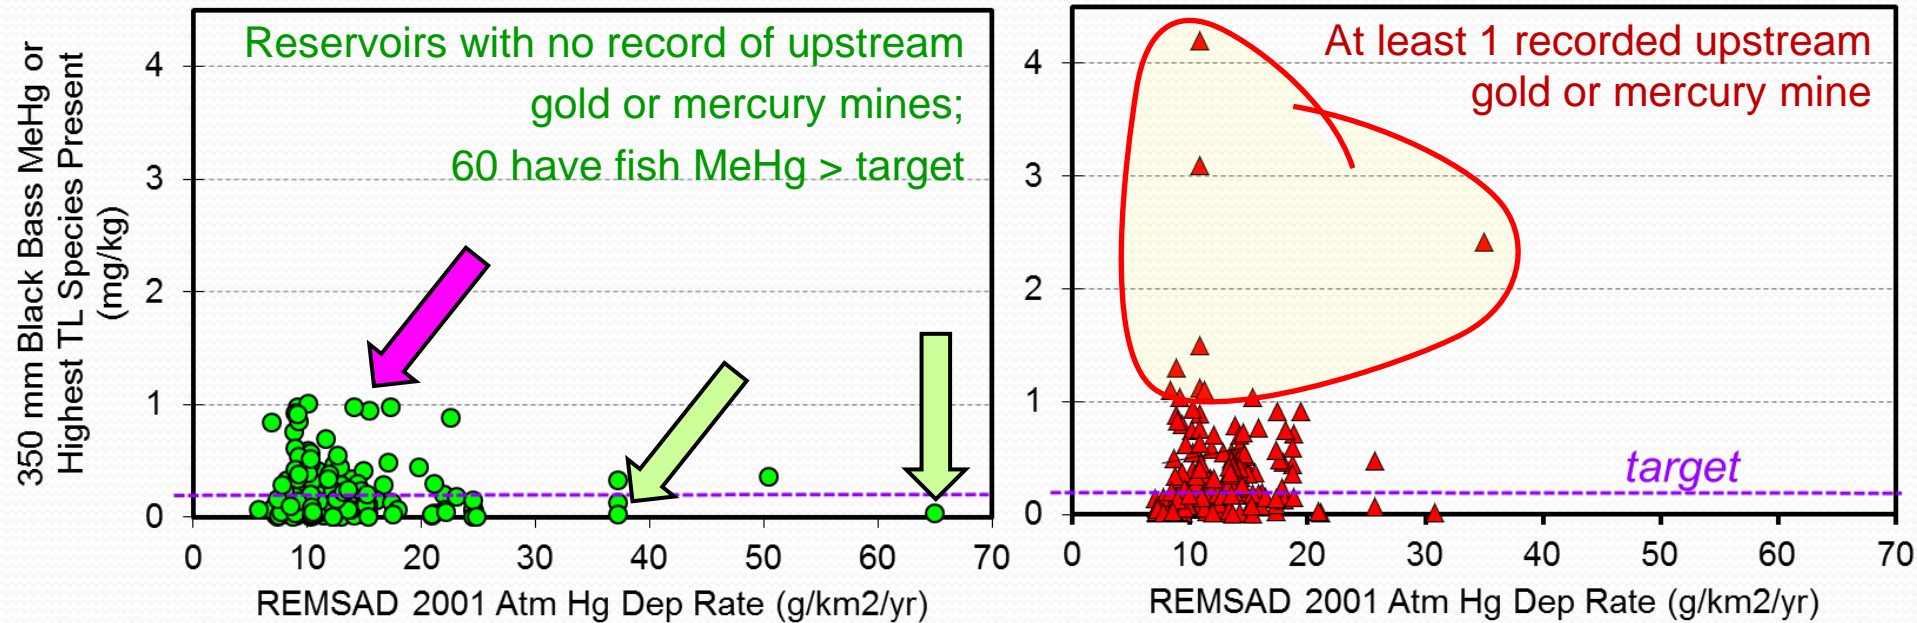 350 mm Black Bass MeHg or
Highest TL Species Present
(mg/kg)
Reservoirs with no record of upstream
gold or mercury mines;
60 have fish MeHg > target
4
3
2
1
0
0 10 20 30 40 50 60 70
REMSAD 2001 Atm Hg Dep Rate (g/km2/yr)
At least 1 recorded upstream
gold or mercury mine
4
3
2
1
0
target
0 10 20 30 40 50 60 70
REMSAD 2001 Atm Hg Dep Rate (g/km2/yr)